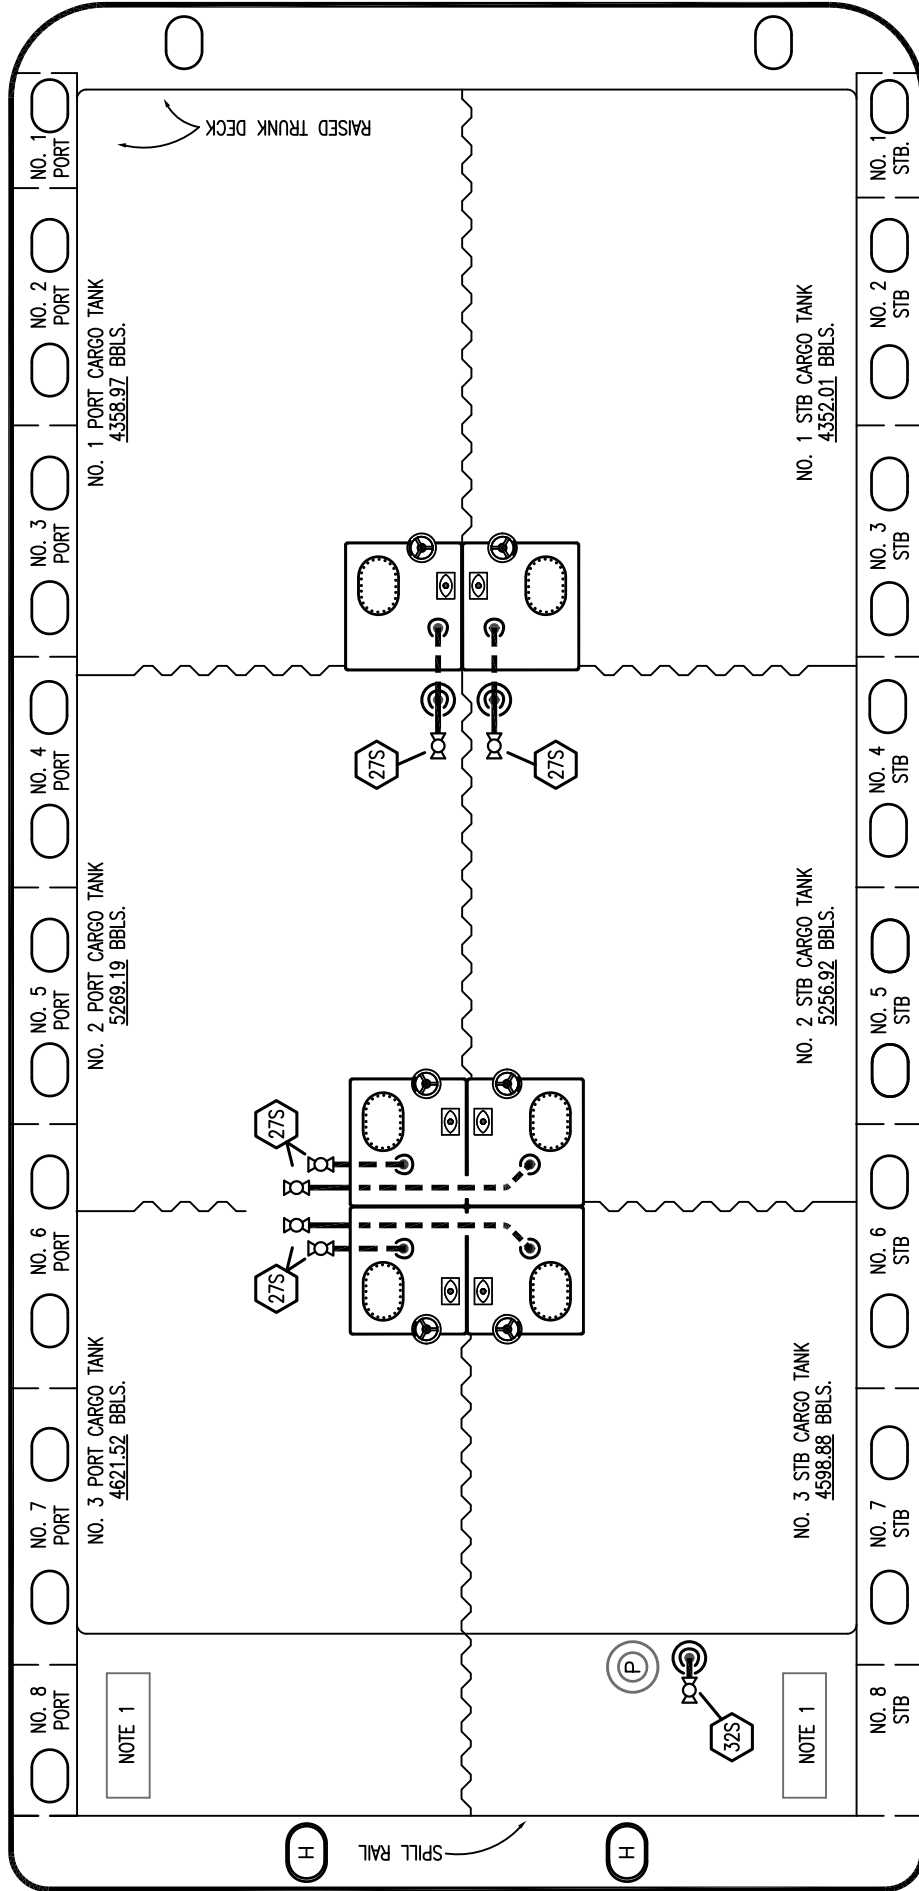 RAISED TRUNK DECK
NO. 1
PORT
NO. 2
PORT
NO. 3
PORT
NO. 4
PORT
NO. 5
PORT
NO. 6
PORT
NO. 7
PORT
NO. 8
PORT
NO. 1 PORT CARGO TANK
4358.97 BBLS.
NO. 2 PORT CARGO TANK
5269.19 BBLS.
NO. 3 PORT CARGO TANK
4621.52 BBLS.
NOTE 1
27S
27S
27S
27S
NO. 1 STB CARGO TANK
4352.01 BBLS.
NO. 2 STB CARGO TANK
5256.92 BBLS.
NO. 3 STB CARGO TANK
4598.88 BBLS.
P
32S
NOTE 1
NO. 1
STB.
NO. 2
STB
NO. 3
STB
NO. 4
STB
NO. 5
STB
NO. 6
STB
NO. 7
STB
NO. 8
STB
H
SPILL RAIL
H